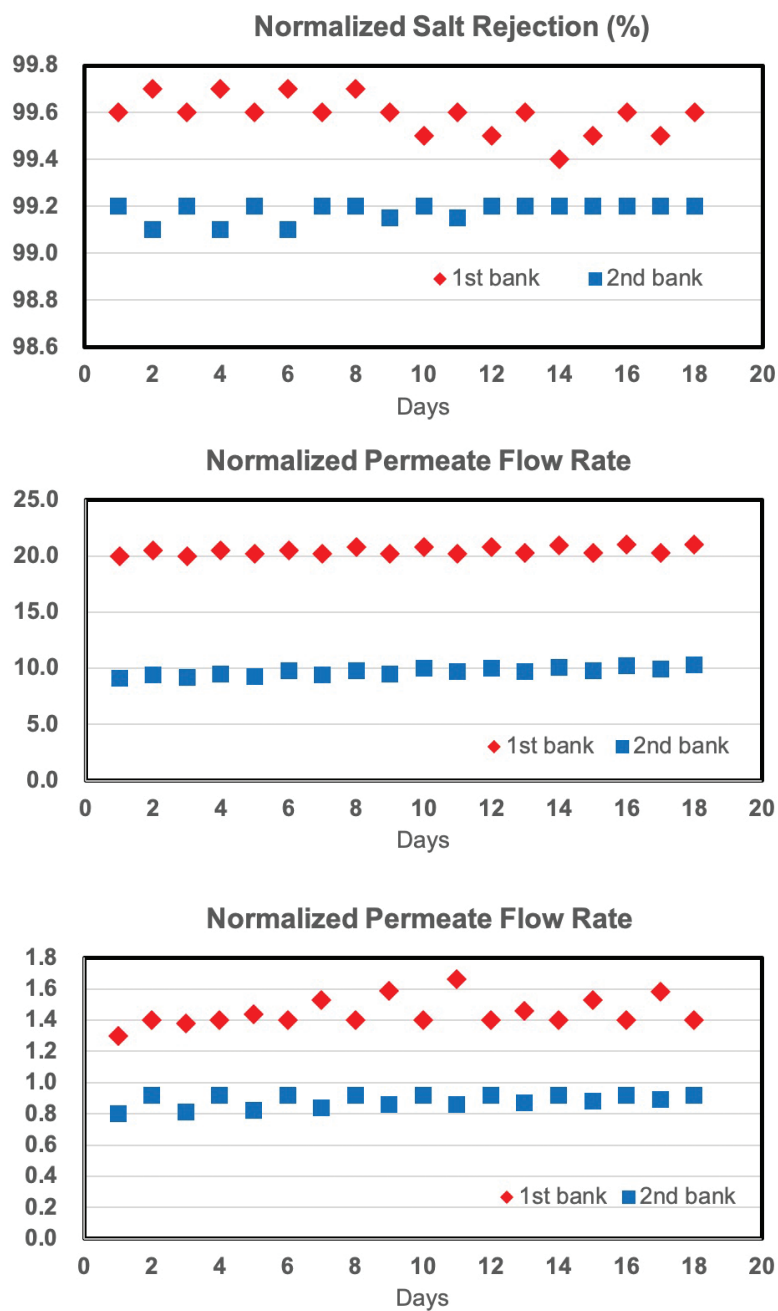 Normalized Salt Rejection (%)
99.8
99.6
99.4
99.2
99.0
98.8
98.6
1st bank 2nd bank
0 2 4 6 8 10 12 14 16 18 20
Days
Normalized Permeate Flow Rate
25.0
20.0
15.0
10.0
5.0
0.0
1st bank 2nd bank
0 2 4 6 8 10 12 14 16 18 20
Days
Normalized Permeate Flow Rate
1.8
1.6
1.4
1.2
1.0
0.8
0.6
0.4
0.2
0.0
1st bank 2nd bank
0 2 4 6 8 10 12 14 16 18 20
Days